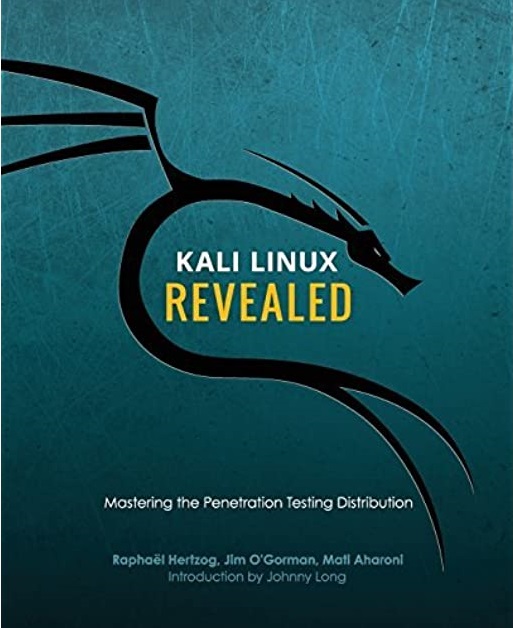 KALI LINUX
REVEALED
Mastering the Penetration Testing Distribution
Raphaël Hertzog, Jim O'Gorman, Mati Aharoni
Introduction by Johnny Long